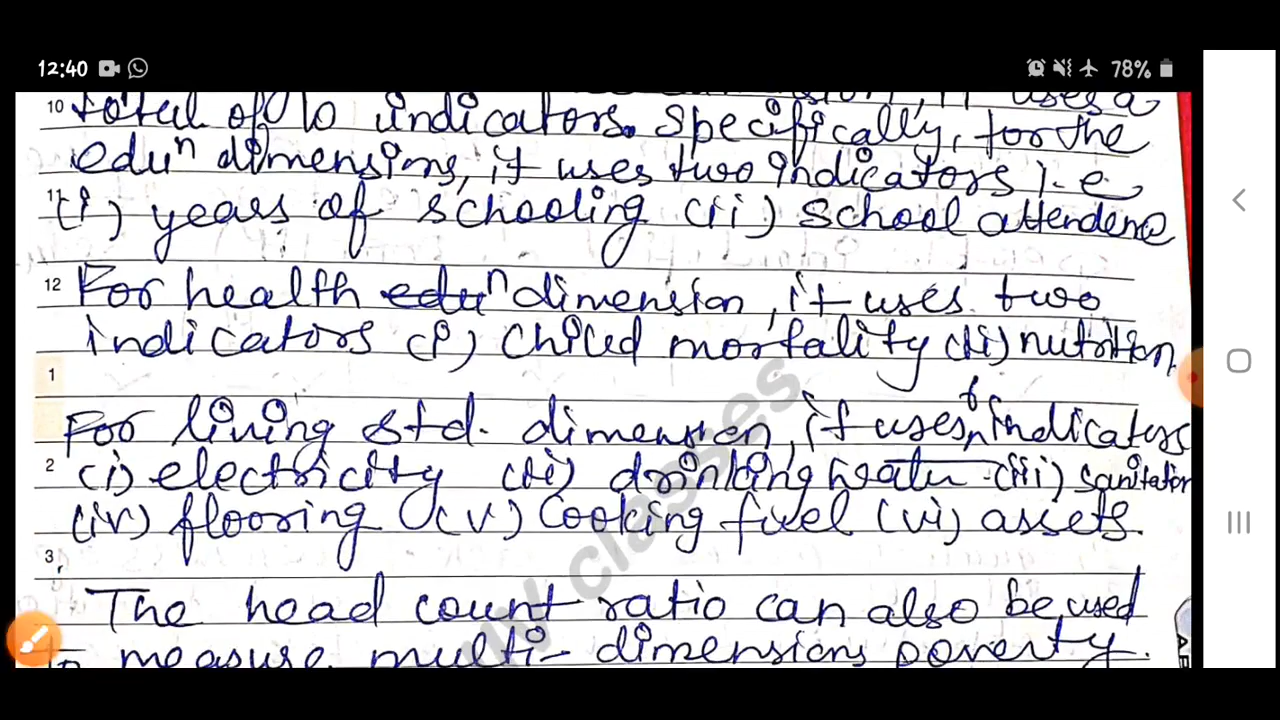 12:40 78%
10 total of 10 indicators. Specifically, for the
eduⁿ dimensions, it uses two indicators i.e
11 (i) years of schooling (ii) school attendence
12 For health eduⁿ dimension, it uses two
indicators (i) child mortality (ii) nutrition.
1
For living std. dimension, it uses 6 indicators
2 (i) electricity (ii) drinking water (iii) sanitation
(iv) flooring (v) cooking fuel (vi) assets.
3
The head count ratio can also be used
measure multi-dimensions poverty.
w classes